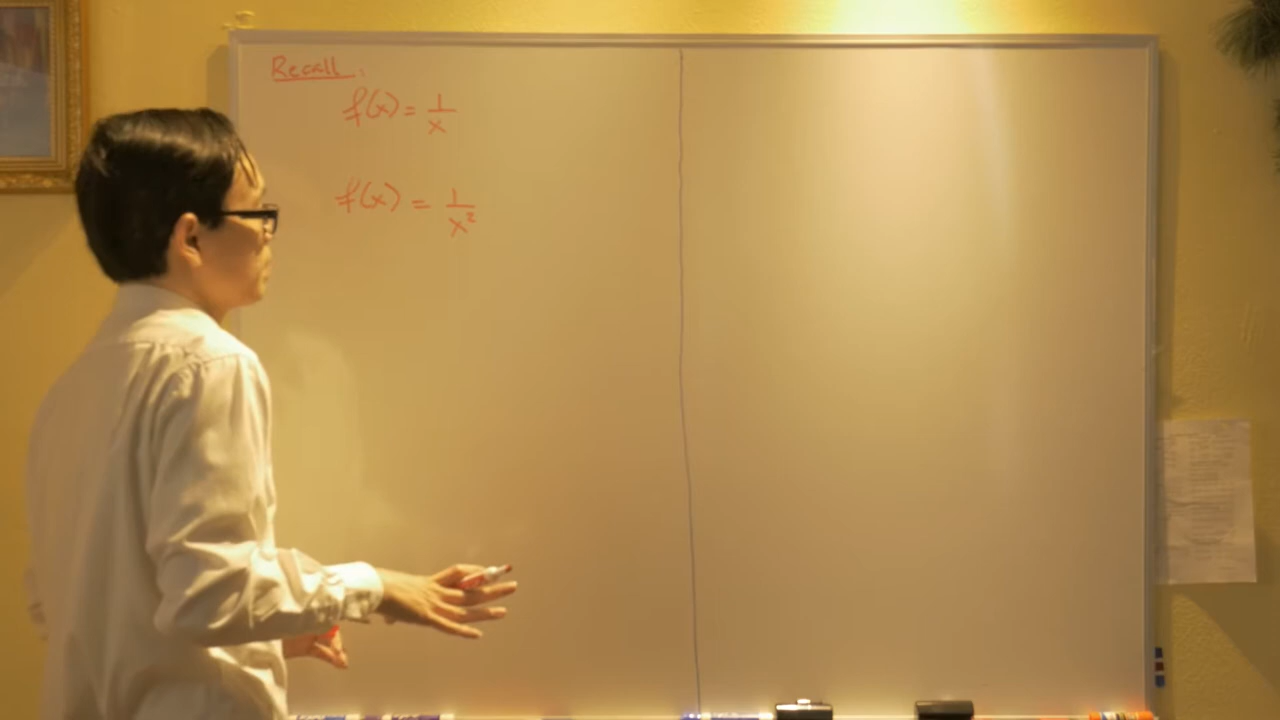 Recall,
f(x) = 1/x
f(x) = 1/x²